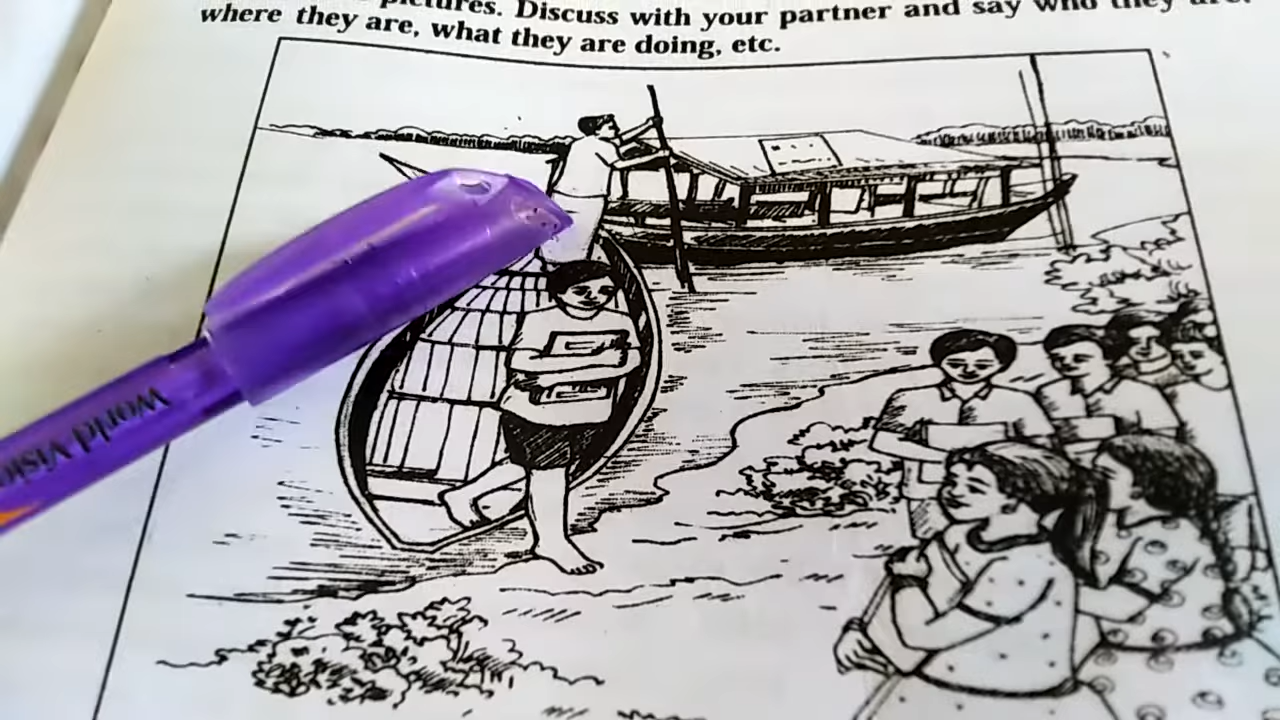 pictures. Discuss with your partner and say who they are,
where they are, what they are doing, etc.
World Visio